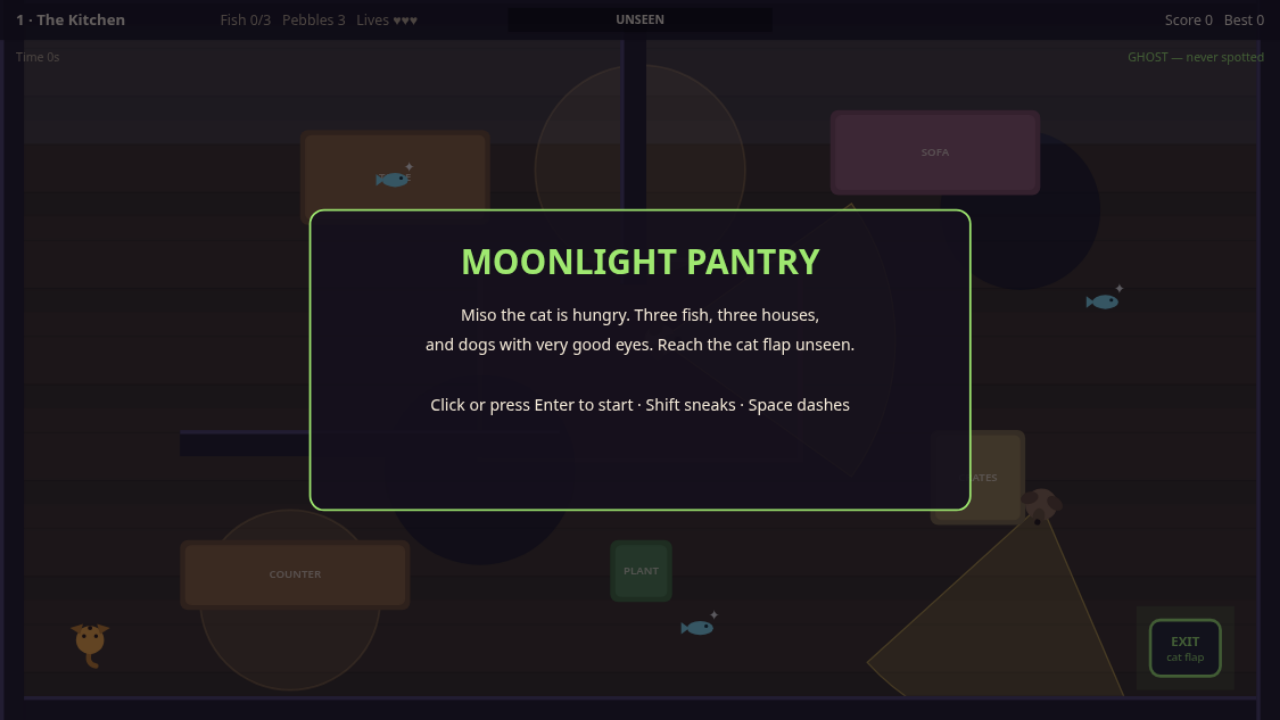 1 · The Kitchen
Fish 0/3 Pebbles 3 Lives ♥♥♥
UNSEEN
Score 0 Best 0
Time 0s
GHOST — never spotted
SOFA
MOONLIGHT PANTRY
Miso the cat is hungry. Three fish, three houses,
and dogs with very good eyes. Reach the cat flap unseen.
Click or press Enter to start · Shift sneaks · Space dashes
COUNTER
PLANT
EXIT
cat flap